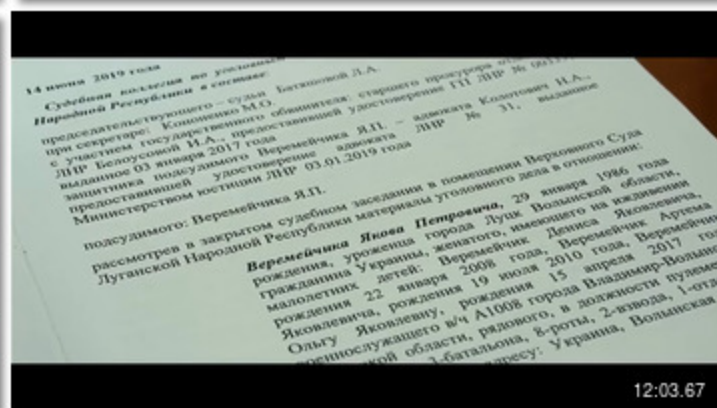 14 июня 2019 года
Судебная коллегия по уголовным
Народной Республики в составе:
председательствующего – судьи Батяшовой Л.А.
при секретаре: Кононенко М.О.
с участием государственного обвинителя: старшего прокурора
ЛНР Белоусовой И.А., предоставившей удостоверение ГП ЛНР №
выданное 03 января 2017 года
защитника подсудимого Веремейчика Я.П. – адвоката Колотович Н.А.,
предоставившей удостоверение адвоката ЛНР № 31, выданное
Министерством юстиции ЛНР 03.01.2019 года
подсудимого: Веремейчика Я.П.
рассмотрев в закрытом судебном заседании в помещении Верховного Суда
Луганской Народной Республики материалы уголовного дела в отношении:
Веремейчика Якова Петровича, 29 января 1986 года
рождения, уроженца города Луцк Волынской области,
гражданина Украины, женатого, имеющего на иждивении
малолетних детей: Веремейчик Дениса Яковлевича,
рождения 22 января 2008 года, Веремейчик Артема
Яковлевича, рождения 19 июля 2010 года, Веремейчик
Ольгу Яковлевну, рождения 15 апреля 2017
военнослужащего в/ч А1008 города Владимир-Волынс
кой области, рядового, в должности пулеме
батальона, 8-роты, 2-взвода, 1-отд
адресу: Украина, Волынская
12:03.67